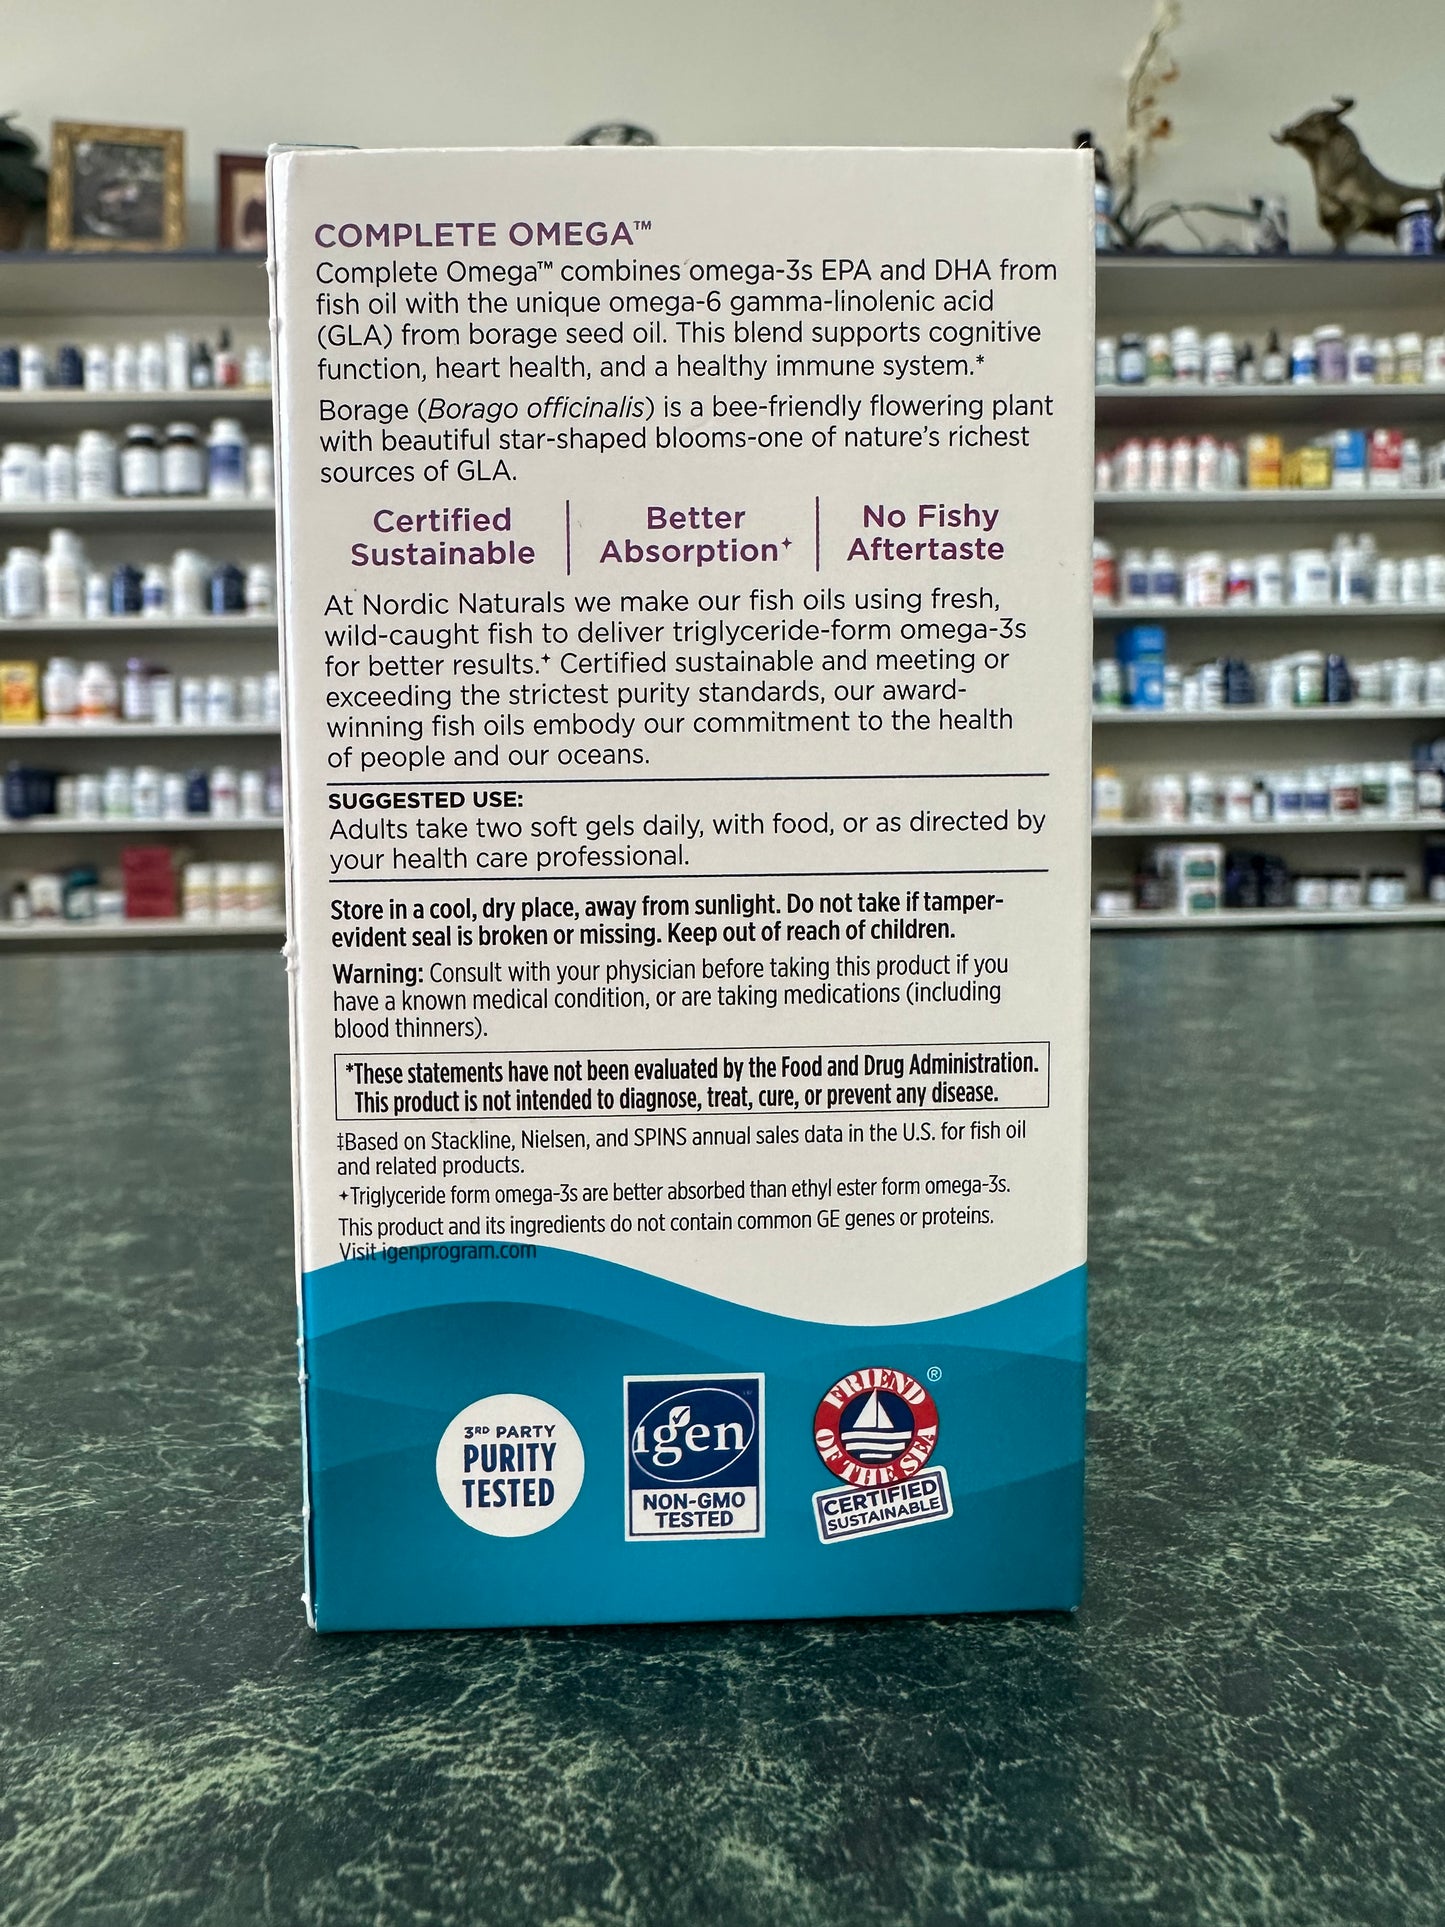 COMPLETE OMEGA™
Complete Omega™ combines omega-3s EPA and DHA from
fish oil with the unique omega-6 gamma-linolenic acid
(GLA) from borage seed oil. This blend supports cognitive
function, heart health, and a healthy immune system.*
Borage (Borago officinalis) is a bee-friendly flowering plant
with beautiful star-shaped blooms-one of nature's richest
sources of GLA.
Certified
Sustainable
Better
Absorption✦
No Fishy
Aftertaste
At Nordic Naturals we make our fish oils using fresh,
wild-caught fish to deliver triglyceride-form omega-3s
for better results.✦ Certified sustainable and meeting or
exceeding the strictest purity standards, our award-
winning fish oils embody our commitment to the health
of people and our oceans.
SUGGESTED USE:
Adults take two soft gels daily, with food, or as directed by
your health care professional.
Store in a cool, dry place, away from sunlight. Do not take if tamper-
evident seal is broken or missing. Keep out of reach of children.
Warning: Consult with your physician before taking this product if you
have a known medical condition, or are taking medications (including
blood thinners).
*These statements have not been evaluated by the Food and Drug Administration.
This product is not intended to diagnose, treat, cure, or prevent any disease.
‡Based on Stackline, Nielsen, and SPINS annual sales data in the U.S. for fish oil
and related products.
✦Triglyceride form omega-3s are better absorbed than ethyl ester form omega-3s.
This product and its ingredients do not contain common GE genes or proteins.
Visit igenprogram.com
3RD PARTY
PURITY
TESTED
igen
NON-GMO
TESTED
FRIEND
OF THE SEA
®
CERTIFIED
SUSTAINABLE